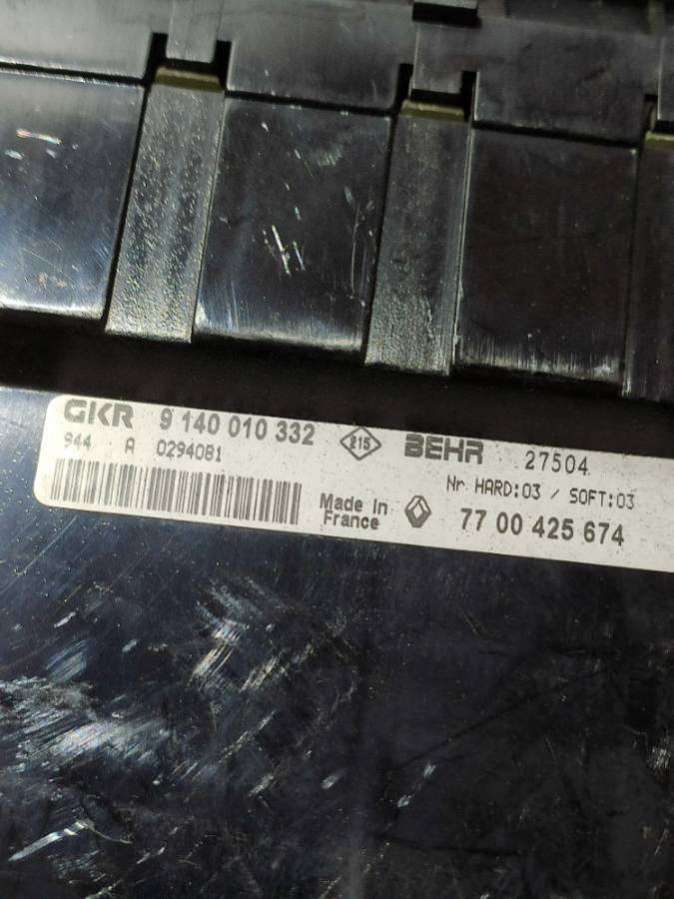 GKR 9 140 010 332 215 BEHR 27504
944 A 0294081 Nr. HARD:03 / SOFT:03
Made In
France 77 00 425 674